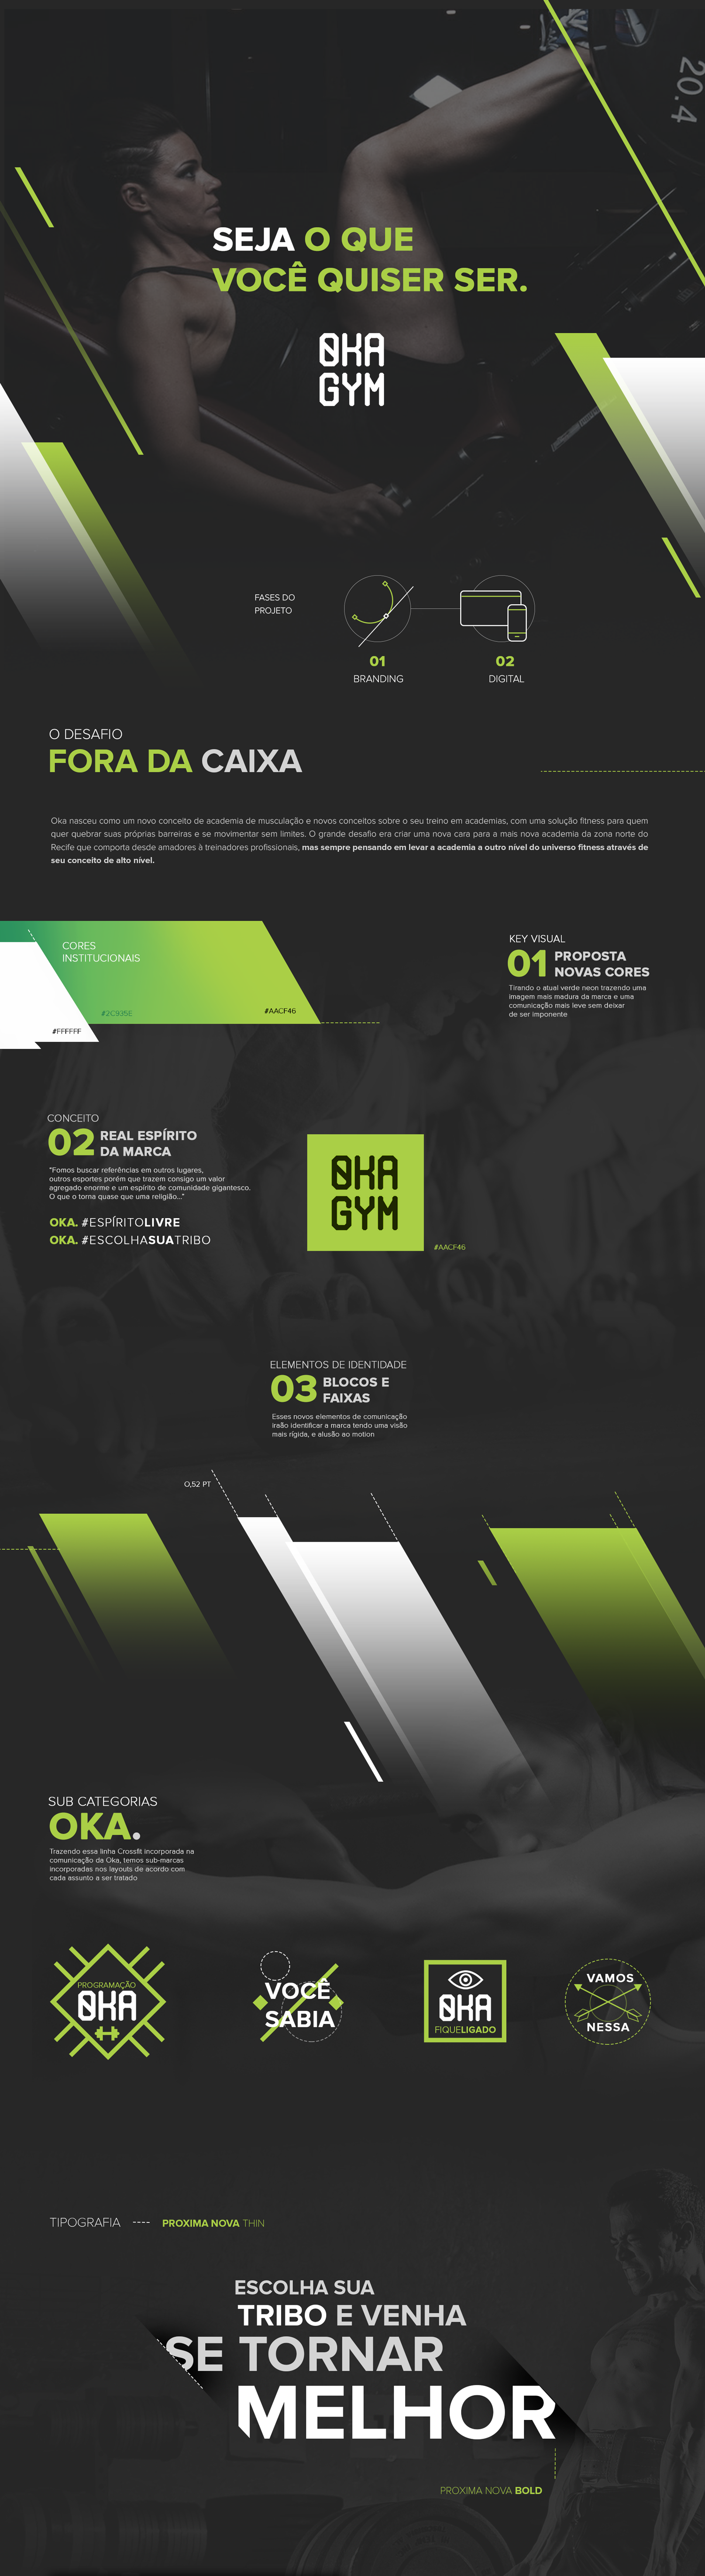 20.4
SEJA O QUE
VOCÊ QUISER SER.
ØKA
GYM
FASES DO
PROJETO
01
BRANDING
02
DIGITAL
O DESAFIO
FORA DA CAIXA
Oka nasceu como um novo conceito de academia de musculação e novos conceitos sobre o seu treino em academias, com uma solução fitness para quem
quer quebrar suas próprias barreiras e se movimentar sem limites. O grande desafio era criar uma nova cara para a mais nova academia da zona norte do
Recife que comporta desde amadores à treinadores profissionais, mas sempre pensando em levar a academia a outro nível do universo fitness através de
seu conceito de alto nível.
CORES
INSTITUCIONAIS
#2C935E
#AACF46
#FFFFFF
KEY VISUAL
01 PROPOSTA
NOVAS CORES
Tirando o atual verde neon trazendo uma
imagem mais madura da marca e uma
comunicação mais leve sem deixar
de ser imponente
CONCEITO
02 REAL ESPÍRITO
DA MARCA
"Fomos buscar referências em outros lugares,
outros esportes porém que trazem consigo um valor
agregado enorme e um espírito de comunidade gigantesco.
O que o torna quase que uma religião..."
OKA. #ESPÍRITOLIVRE
OKA. #ESCOLHASUATRIBO
ØKA
GYM
#AACF46
ELEMENTOS DE IDENTIDADE
03 BLOCOS E
FAIXAS
Esses novos elementos de comunicação
iraão identificar a marca tendo uma visão
mais rígida, e alusão ao motion
0,52 PT
SUB CATEGORIAS
OKA.
Trazendo essa linha Crossfit incorporada na
comunicação da Oka, temos sub-marcas
incorporadas nos layouts de acordo com
cada assunto a ser tratado
PROGRAMAÇÃO
ØKA
VOCÊ
SABIA
ØKA
FIQUELIGADO
VAMOS
NESSA
TIPOGRAFIA
PROXIMA NOVA THIN
ESCOLHA SUA
TRIBO E VENHA
SE TORNAR
MELHOR
PROXIMA NOVA BOLD